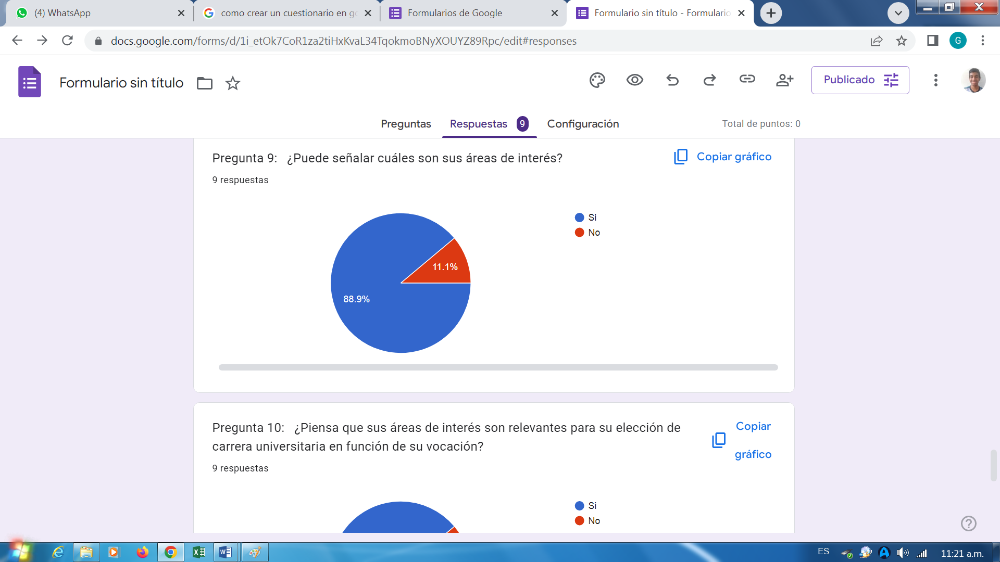 (4) WhatsApp
como crear un cuestionario en go
Formularios de Google
Formulario sin título - Formulario
docs.google.com/forms/d/1i_etOk7CoR1za2tiHxKvaL34TqokmoBNyXOUYZ89Rpc/edit#responses
G
Formulario sin título
Publicado
Preguntas
Respuestas 9
Configuración
Total de puntos: 0
Pregunta 9: ¿Puede señalar cuáles son sus áreas de interés?
Copiar gráfico
9 respuestas
Si
No
11.1%
88.9%
Pregunta 10: ¿Piensa que sus áreas de interés son relevantes para su elección de
carrera universitaria en función de su vocación?
Copiar
gráfico
9 respuestas
Si
No
ES
11:21 a.m.